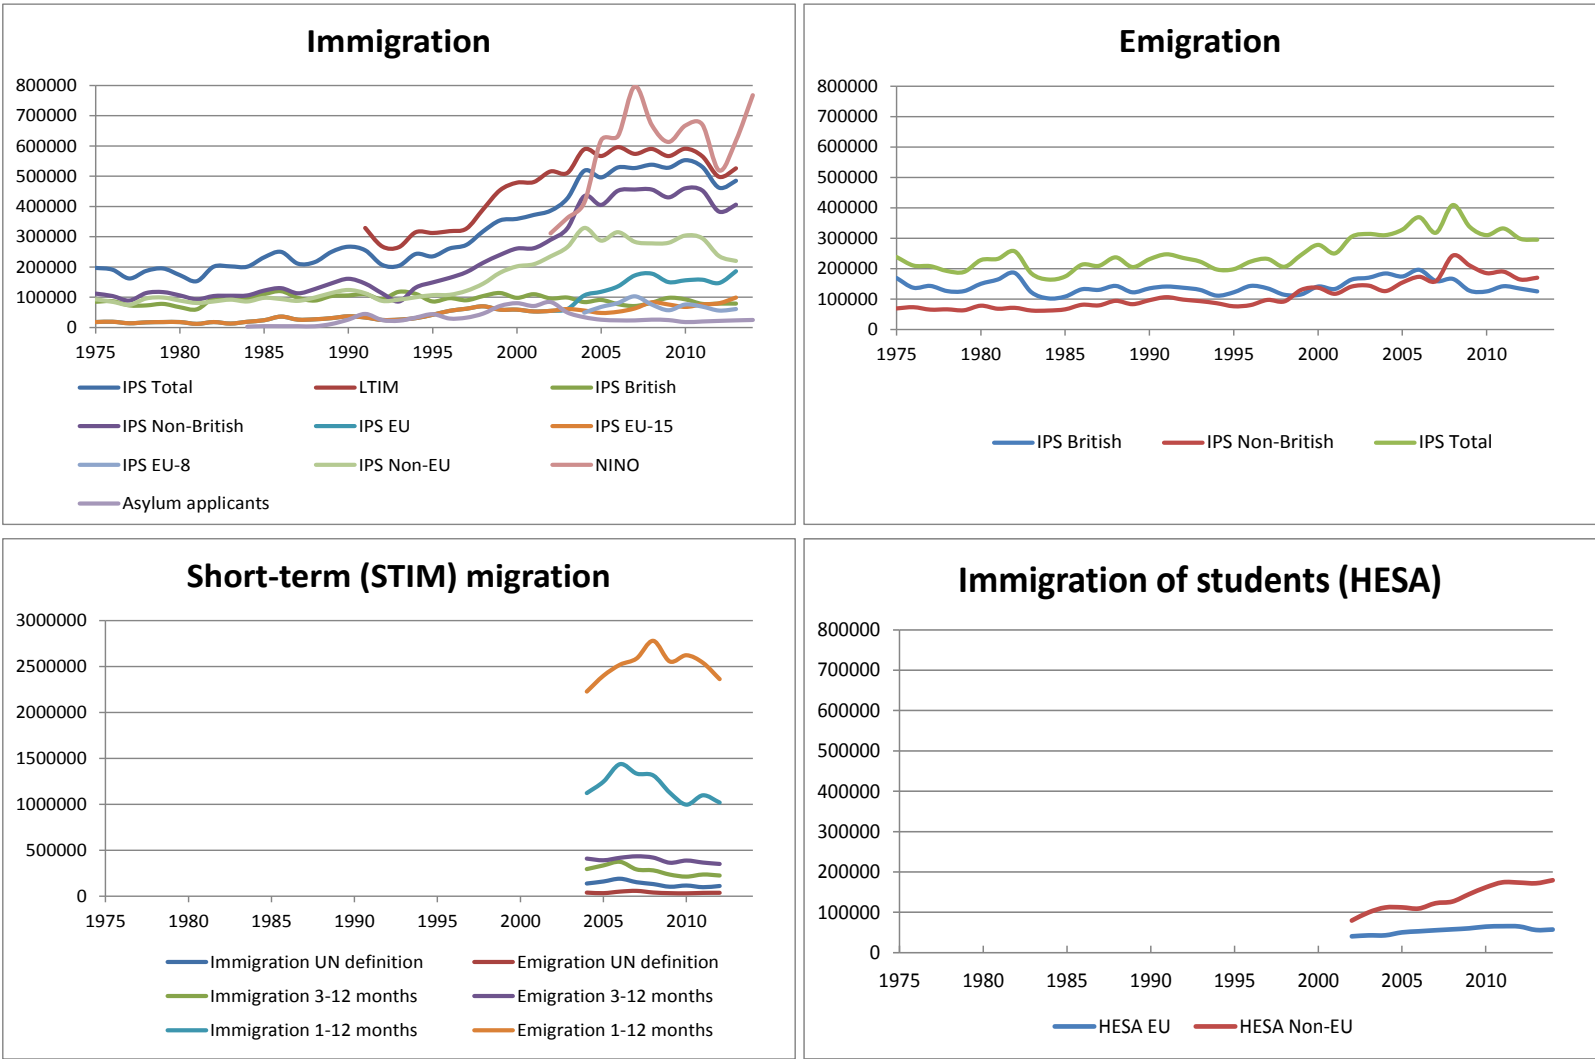 Immigration
800000
700000
600000
500000
400000
300000
200000
100000
0
1975 1980 1985 1990 1995 2000 2005 2010
IPS Total LTIM IPS British
IPS Non-British IPS EU IPS EU-15
IPS EU-8 IPS Non-EU NINO
Asylum applicants
Emigration
800000
700000
600000
500000
400000
300000
200000
100000
0
1975 1980 1985 1990 1995 2000 2005 2010
IPS British IPS Non-British IPS Total
Short-term (STIM) migration
3000000
2500000
2000000
1500000
1000000
500000
0
1975 1980 1985 1990 1995 2000 2005 2010
Immigration UN definition Emigration UN definition
Immigration 3-12 months Emigration 3-12 months
Immigration 1-12 months Emigration 1-12 months
Immigration of students (HESA)
800000
700000
600000
500000
400000
300000
200000
100000
0
1975 1980 1985 1990 1995 2000 2005 2010
HESA EU HESA Non-EU